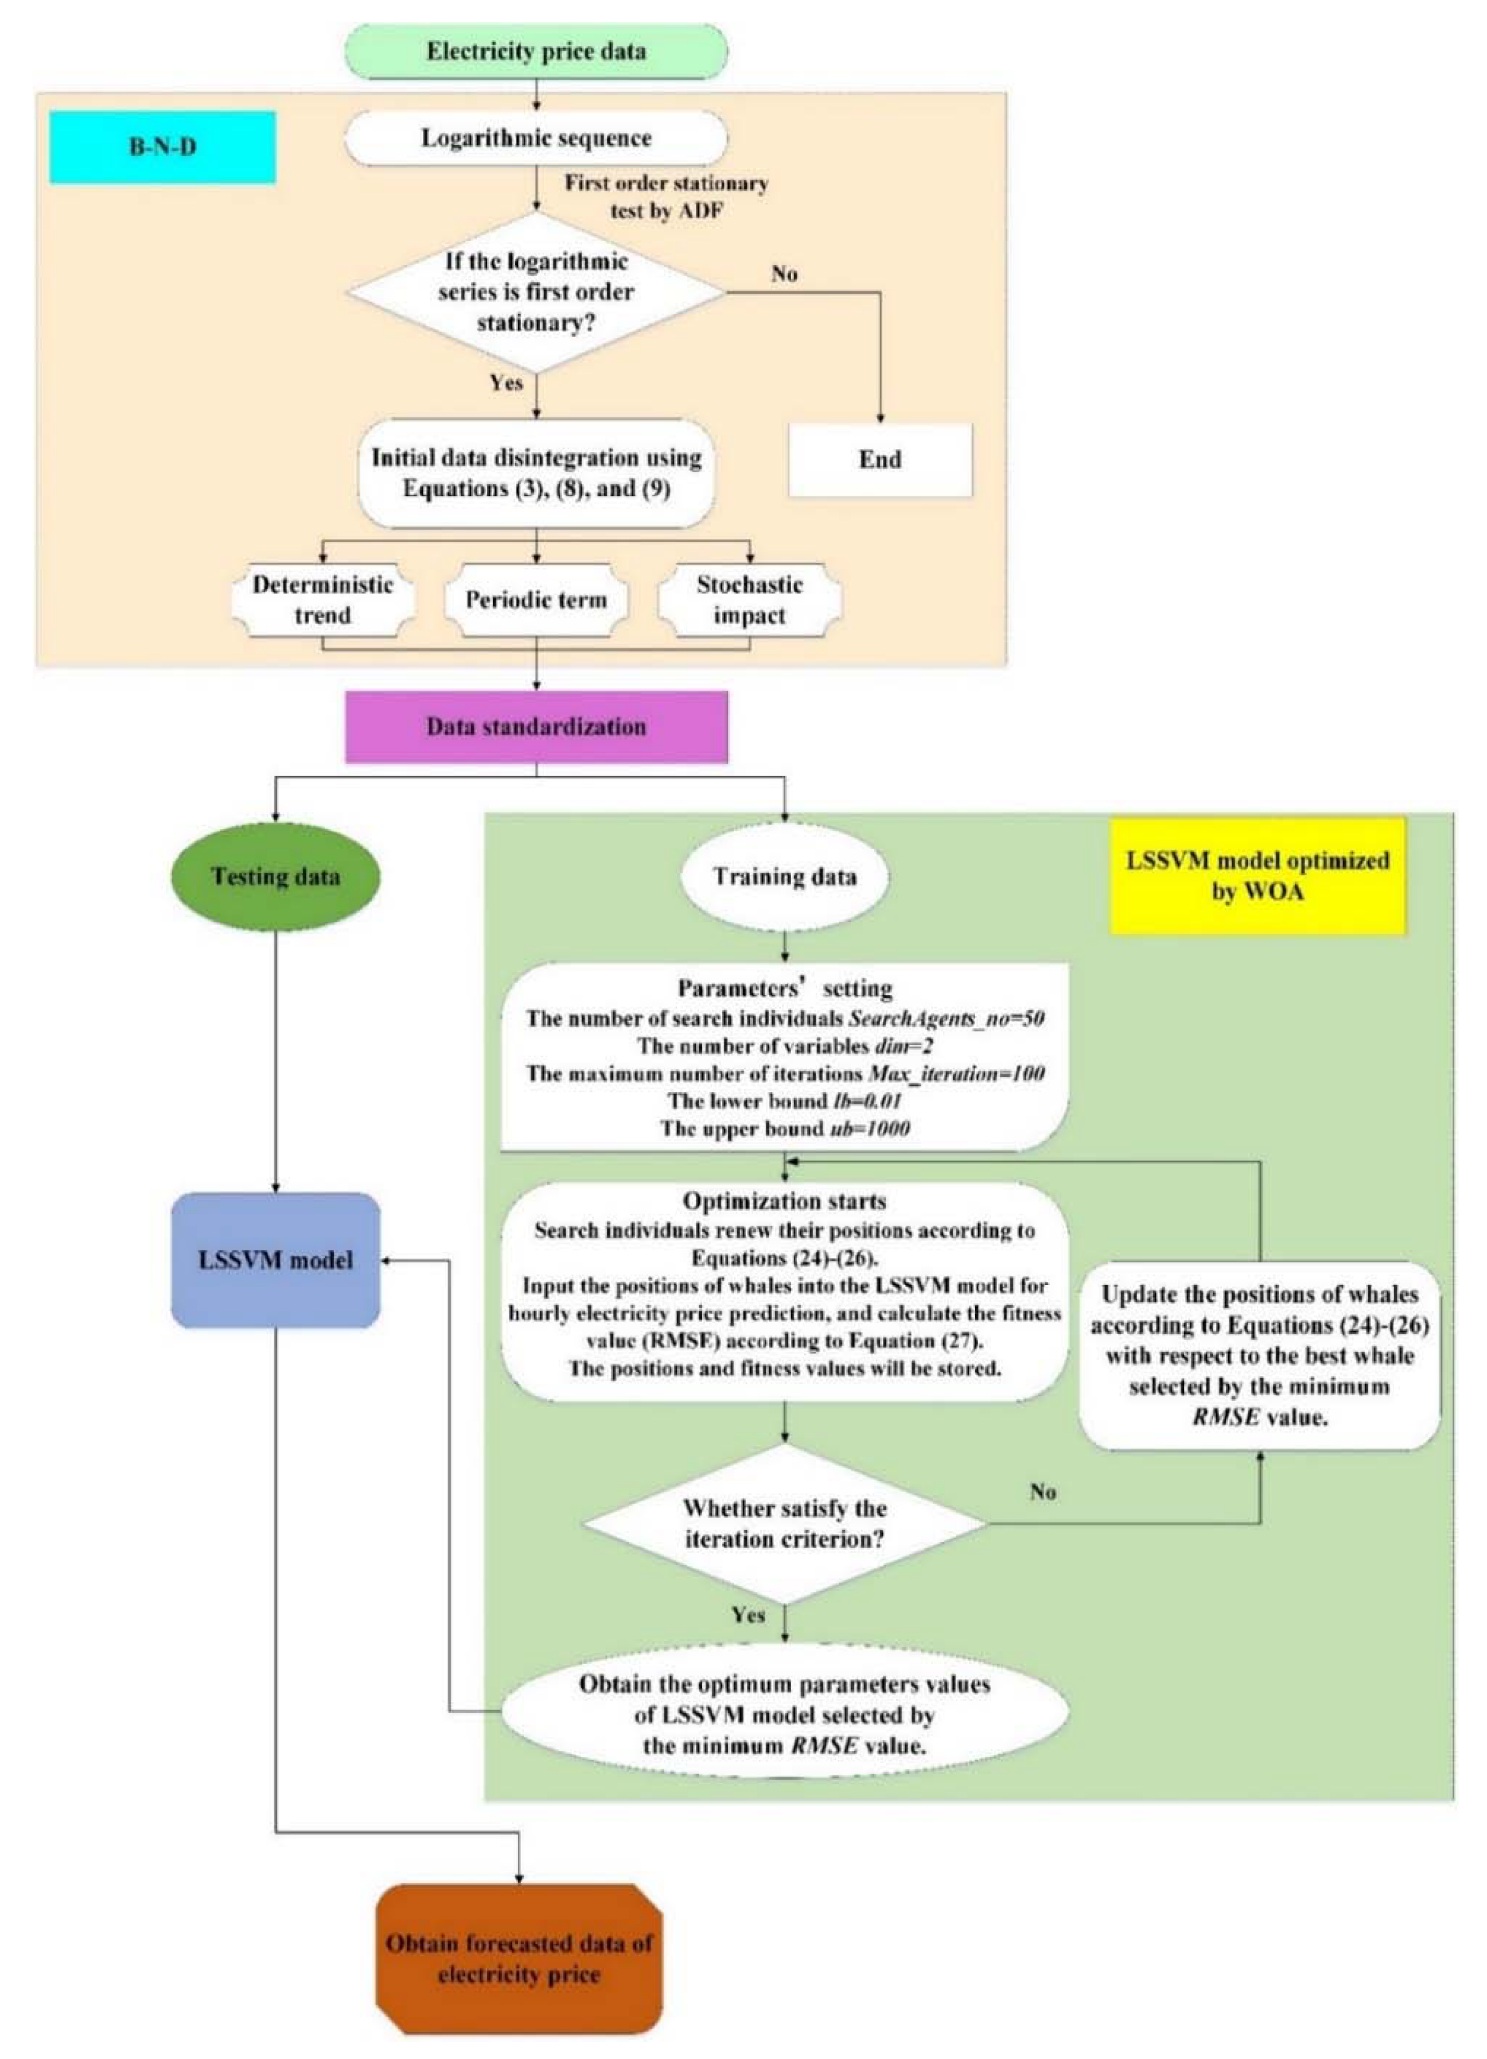 Electricity price data
B-N-D
Logarithmic sequence
First order stationary
test by ADF
If the logarithmic
series is first order
stationary?
No
Yes
Initial data disintegration using
Equations (3), (8), and (9)
End
Deterministic
trend
Periodic term
Stochastic
impact
Data standardization
Testing data
Training data
LSSVM model optimized
by WOA
Parameters' setting
The number of search individuals SearchAgents_no=50
The number of variables dim=2
The maximum number of iterations Max_iteration=100
The lower bound lb=0.01
The upper bound ub=1000
LSSVM model
Optimization starts
Search individuals renew their positions according to
Equations (24)-(26).
Input the positions of whales into the LSSVM model for
hourly electricity price prediction, and calculate the fitness
value (RMSE) according to Equation (27).
The positions and fitness values will be stored.
Update the positions of whales
according to Equations (24)-(26)
with respect to the best whale
selected by the minimum
RMSE value.
Whether satisfy the
iteration criterion?
No
Yes
Obtain the optimum parameters values
of LSSVM model selected by
the minimum RMSE value.
Obtain forecasted data of
electricity price